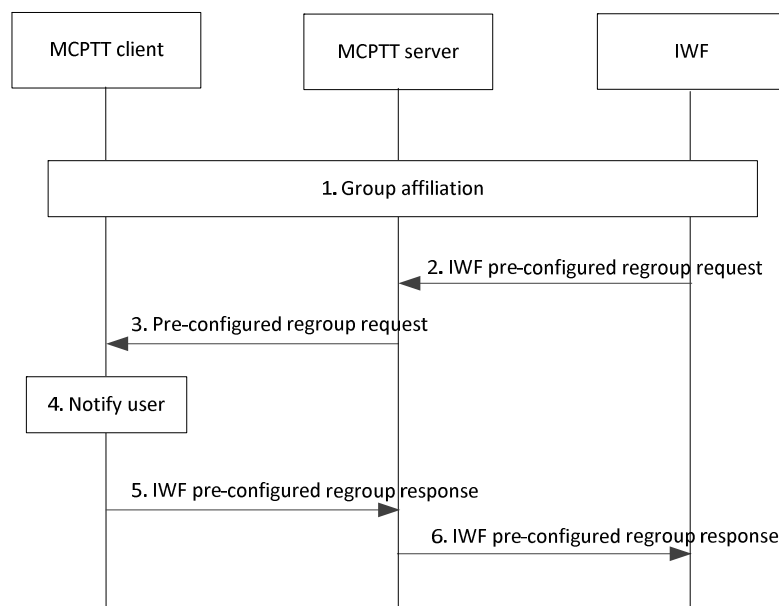 MCPTT client
MCPTT server
IWF
1. Group affiliation
2. IWF pre-configured regroup request
3. Pre-configured regroup request
4. Notify user
5. IWF pre-configured regroup response
6. IWF pre-configured regroup response